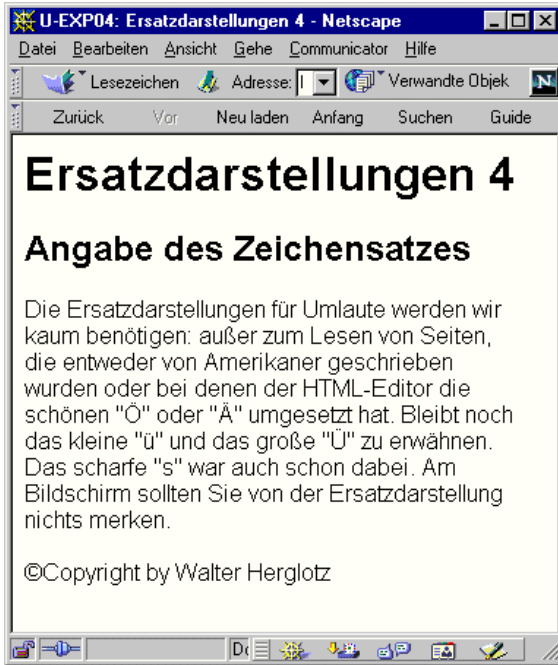 U-EXP04: Ersatzdarstellungen 4 - Netscape
Datei Bearbeiten Ansicht Gehe Communicator Hilfe
Lesezeichen Adresse: Verwandte Objek N
Zurück Vor Neu laden Anfang Suchen Guide
Ersatzdarstellungen 4
Angabe des Zeichensatzes
Die Ersatzdarstellungen für Umlaute werden wir
kaum benötigen: außer zum Lesen von Seiten,
die entweder von Amerikaner geschrieben
wurden oder bei denen der HTML-Editor die
schönen "Ö" oder "Ä" umgesetzt hat. Bleibt noch
das kleine "ü" und das große "Ü" zu erwähnen.
Das scharfe "s" war auch schon dabei. Am
Bildschirm sollten Sie von der Ersatzdarstellung
nichts merken.
©Copyright by Walter Herglotz